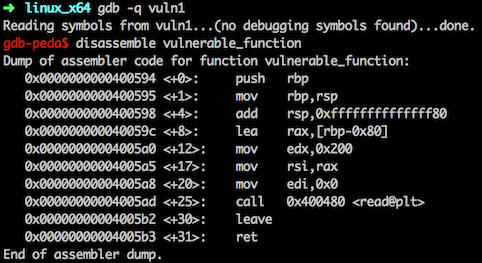 ➜ linux_x64 gdb -q vuln1
Reading symbols from vuln1...(no debugging symbols found)...done.
gdb-peda$ disassemble vulnerable_function
Dump of assembler code for function vulnerable_function:
   0x0000000000400594 <+0>:	push   rbp
   0x0000000000400595 <+1>:	mov    rbp,rsp
   0x0000000000400598 <+4>:	add    rsp,0xffffffffffffff80
   0x000000000040059c <+8>:	lea    rax,[rbp-0x80]
   0x00000000004005a0 <+12>:	mov    edx,0x200
   0x00000000004005a5 <+17>:	mov    rsi,rax
   0x00000000004005a8 <+20>:	mov    edi,0x0
   0x00000000004005ad <+25>:	call   0x400480 <read@plt>
   0x00000000004005b2 <+30>:	leave
   0x00000000004005b3 <+31>:	ret
End of assembler dump.